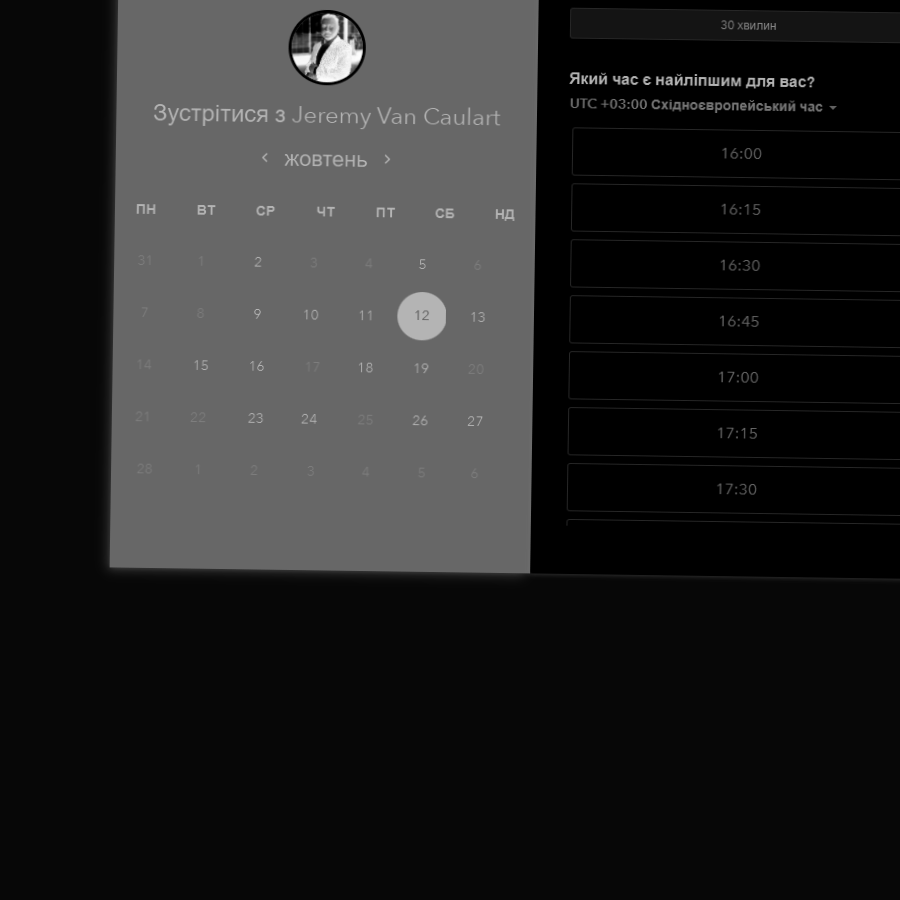 Зустрітися з Jeremy Van Caulart
жовтень
ПН ВТ СР ЧТ ПТ СБ НД
31 1 2 3 4 5 6
7 8 9 10 11 12 13
14 15 16 17 18 19 20
21 22 23 24 25 26 27
28 1 2 3 4 5 6
30 хвилин
Який час є найліпшим для вас?
UTC +03:00 Східноєвропейський час
16:00
16:15
16:30
16:45
17:00
17:15
17:30